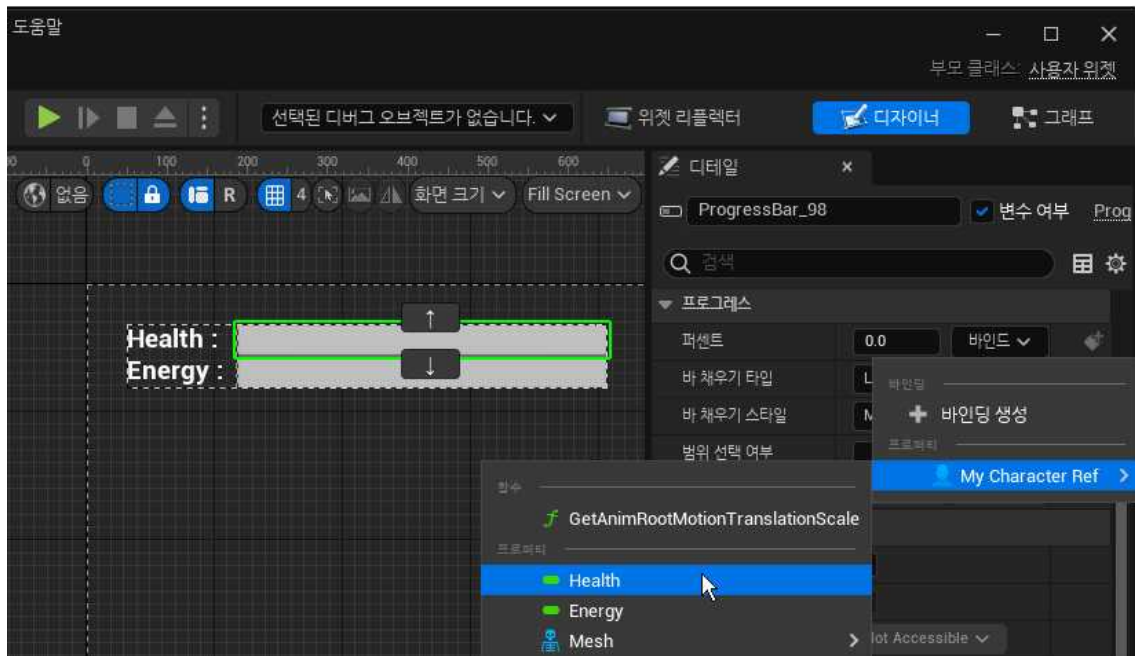 도움말
부모 클래스: 사용자 위젯
선택된 디버그 오브젝트가 없습니다.
위젯 리플렉터
디자이너
그래프
0 100 200 300 400 500 600
디테일
없음
R
4
화면 크기
Fill Screen
ProgressBar_98
변수 여부
Prog
검색
프로그레스
Health :
Energy :
퍼센트
0.0
바인드
바 채우기 타입
바 채우기 스타일
범위 선택 여부
바인딩
바인딩 생성
프로퍼티
My Character Ref
함수
GetAnimRootMotionTranslationScale
프로퍼티
Health
Energy
Mesh
lot Accessible